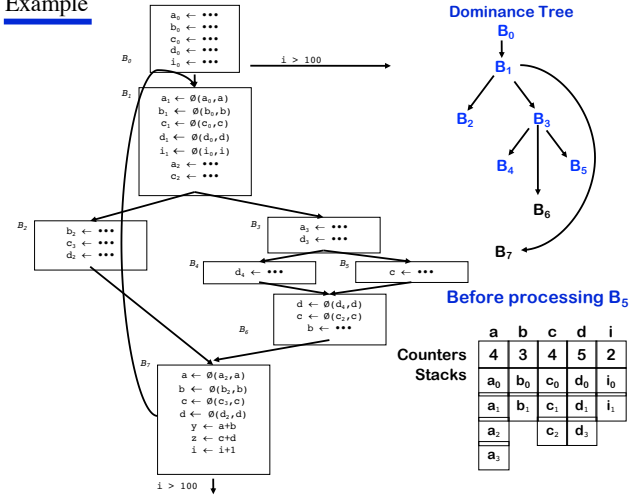 Example
B₀
a₀ ← •••
b₀ ← •••
c₀ ← •••
d₀ ← •••
i₀ ← •••
i > 100
B₁
a₁ ← Ø(a₀,a)
b₁ ← Ø(b₀,b)
c₁ ← Ø(c₀,c)
d₁ ← Ø(d₀,d)
i₁ ← Ø(i₀,i)
a₂ ← •••
c₂ ← •••
B₂
b₂ ← •••
c₃ ← •••
d₂ ← •••
B₃
a₃ ← •••
d₃ ← •••
B₄
d₄ ← •••
B₅
c ← •••
B₆
d ← Ø(d₄,d)
c ← Ø(c₂,c)
b ← •••
B₇
a ← Ø(a₂,a)
b ← Ø(b₂,b)
c ← Ø(c₃,c)
d ← Ø(d₂,d)
y ← a+b
z ← c+d
i ← i+1
i > 100
Dominance Tree
B₀
B₁
B₂ B₃
B₄ B₅
B₆
B₇
Before processing B₅
a b c d i
Counters 4 3 4 5 2
Stacks
a₀ b₀ c₀ d₀ i₀
a₁ b₁ c₁ d₁ i₁
a₂ c₂ d₃
a₃